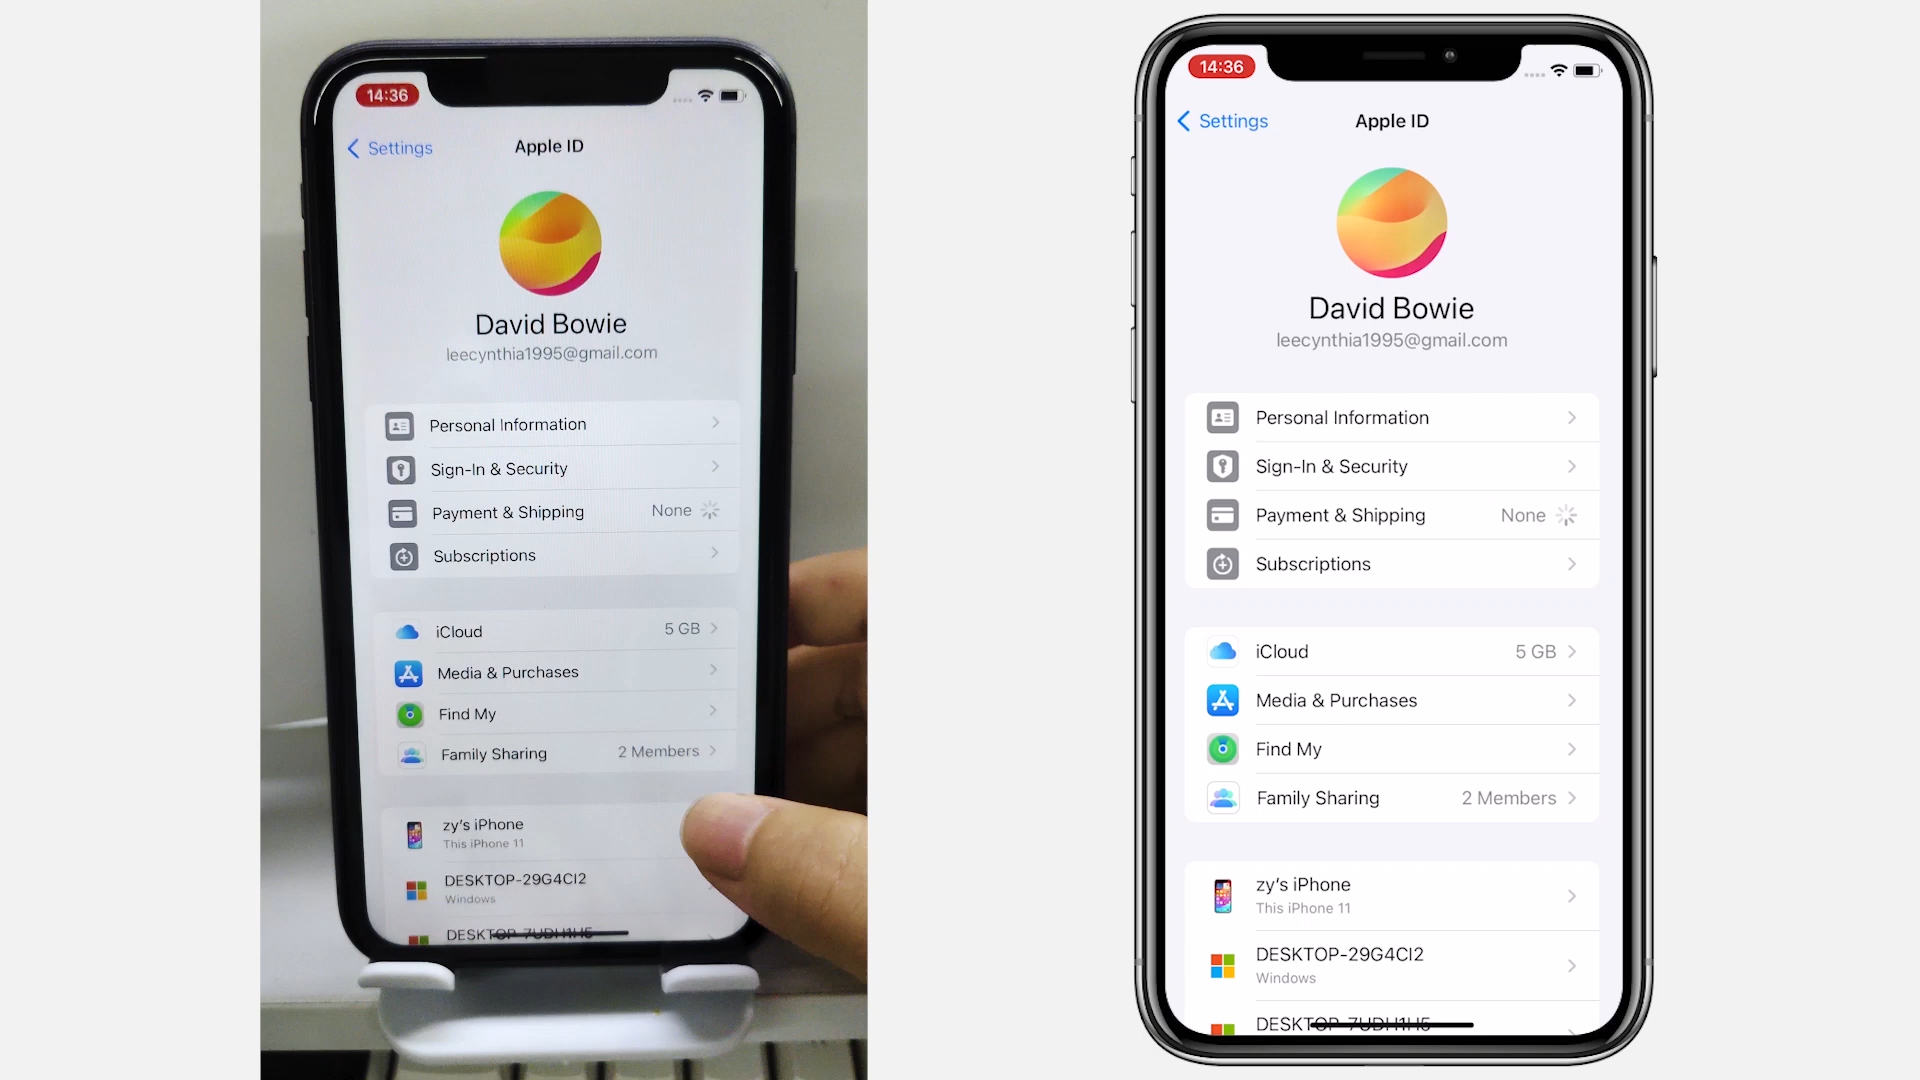 14:36
Settings
Apple ID
David Bowie
leecynthia1995@gmail.com
Personal Information
Sign-In & Security
Payment & Shipping None
Subscriptions
iCloud 5 GB
Media & Purchases
Find My
Family Sharing 2 Members
zy's iPhone
This iPhone 11
DESKTOP-29G4CI2
Windows
DESKTOP-7UDH1H5
14:36
Settings
Apple ID
David Bowie
leecynthia1995@gmail.com
Personal Information
Sign-In & Security
Payment & Shipping None
Subscriptions
iCloud 5 GB
Media & Purchases
Find My
Family Sharing 2 Members
zy's iPhone
This iPhone 11
DESKTOP-29G4CI2
Windows
DESKTOP-7UDH1H5